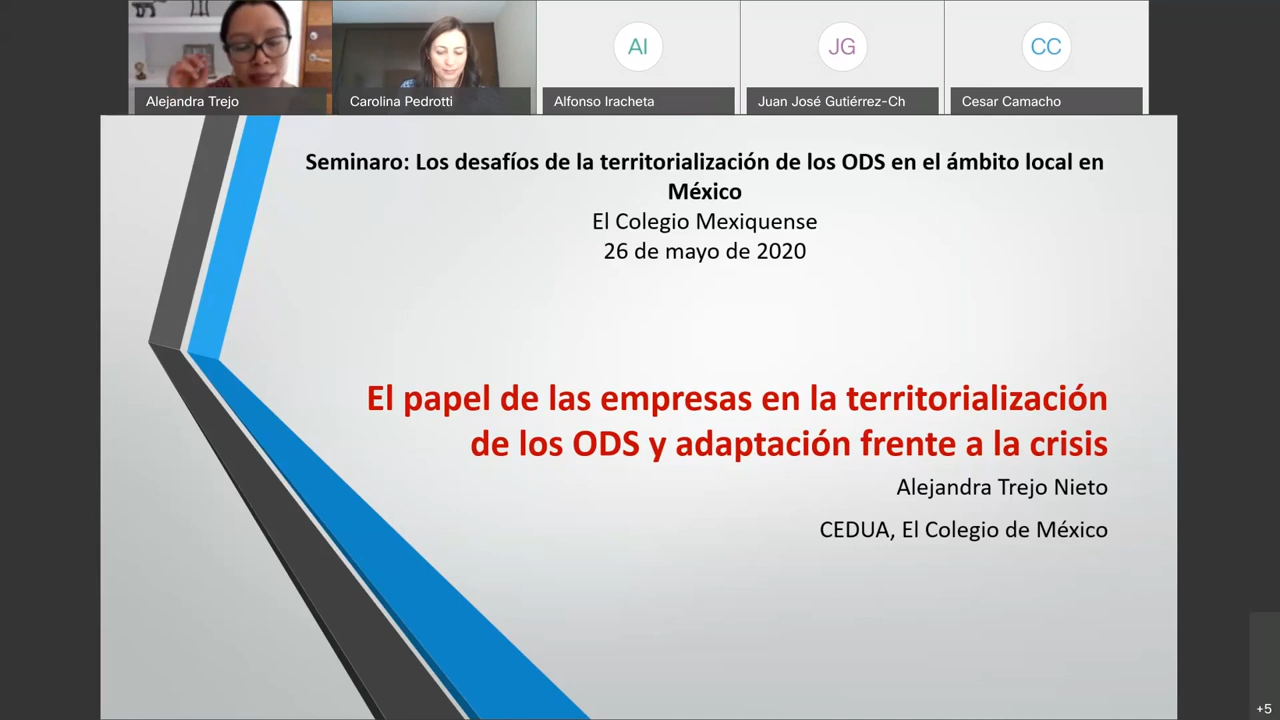 AI
JG
CC
Alejandra Trejo
Carolina Pedrotti
Alfonso Iracheta
Juan José Gutiérrez-Ch
Cesar Camacho
Seminaro: Los desafíos de la territorialización de los ODS en el ámbito local en
México
El Colegio Mexiquense
26 de mayo de 2020
El papel de las empresas en la territorialización
de los ODS y adaptación frente a la crisis
Alejandra Trejo Nieto
CEDUA, El Colegio de México
+5